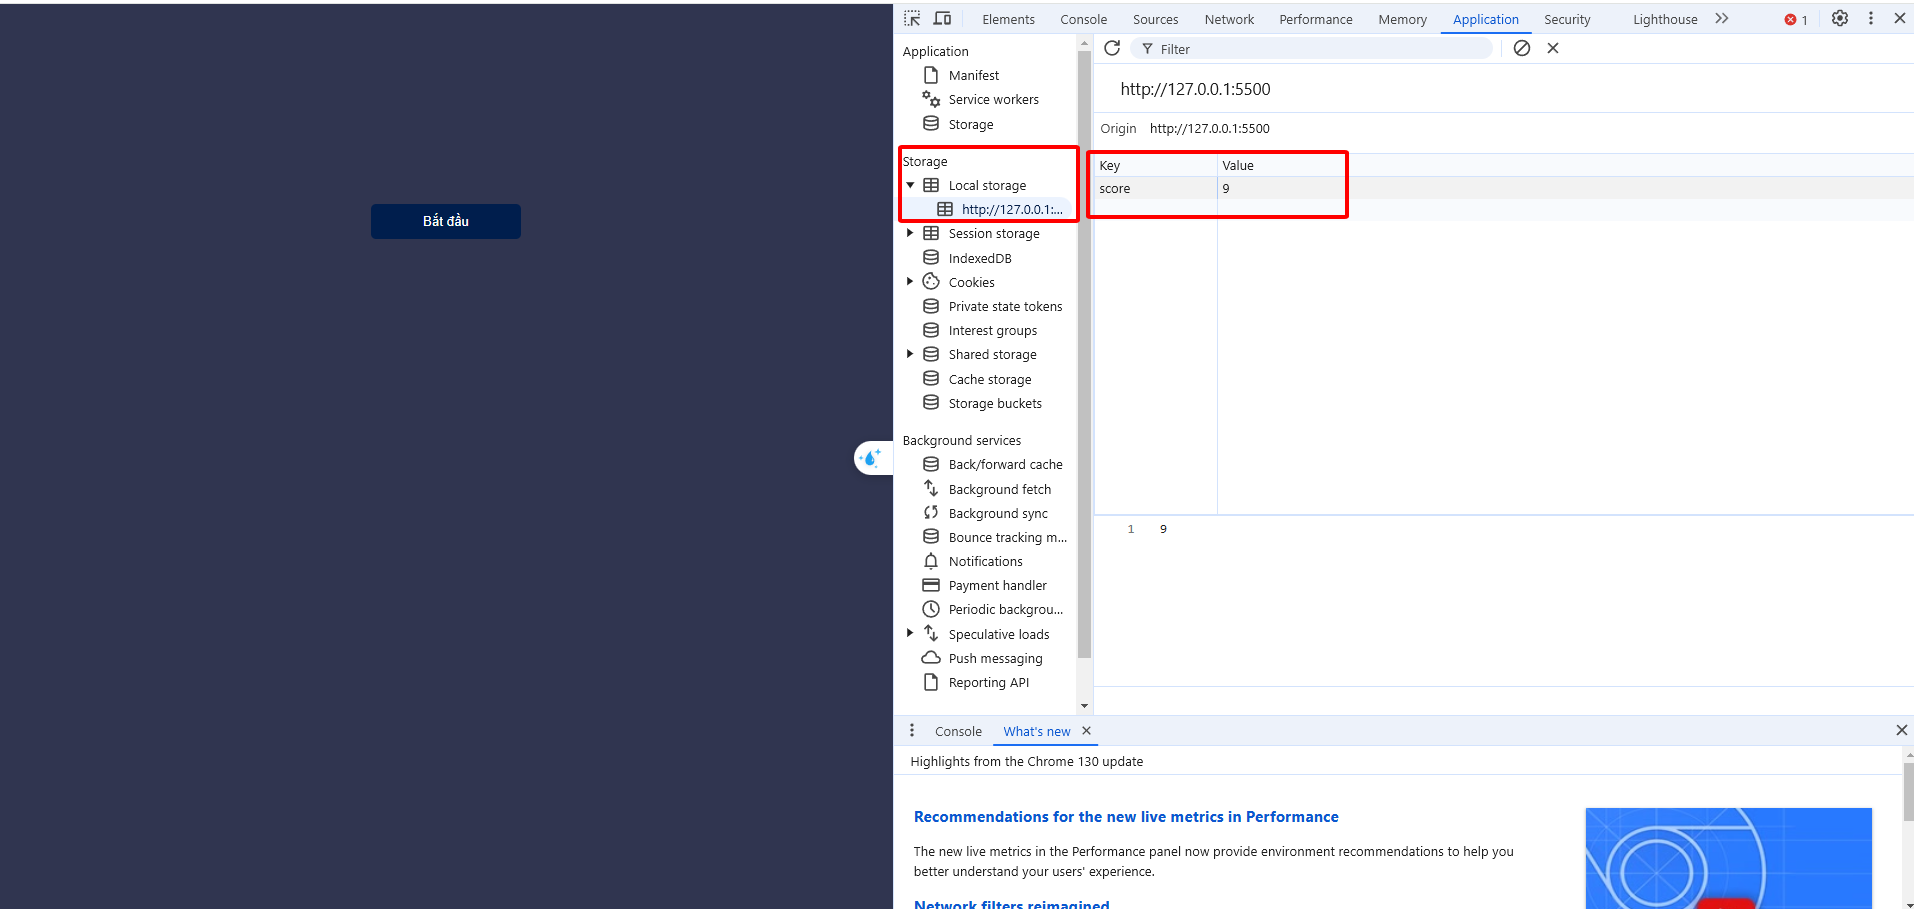 Bắt đầu
Elements Console Sources Network Performance Memory Application Security Lighthouse 1
Application
Manifest
Service workers
Storage
Storage
Local storage
http://127.0.0.1:...
Session storage
IndexedDB
Cookies
Private state tokens
Interest groups
Shared storage
Cache storage
Storage buckets
Background services
Back/forward cache
Background fetch
Background sync
Bounce tracking m...
Notifications
Payment handler
Periodic backgrou...
Speculative loads
Push messaging
Reporting API
Filter
http://127.0.0.1:5500
Origin http://127.0.0.1:5500
Key Value
score 9
1 9
Console What's new
Highlights from the Chrome 130 update
Recommendations for the new live metrics in Performance
The new live metrics in the Performance panel now provide environment recommendations to help you
better understand your users' experience.
Network filters reimagined